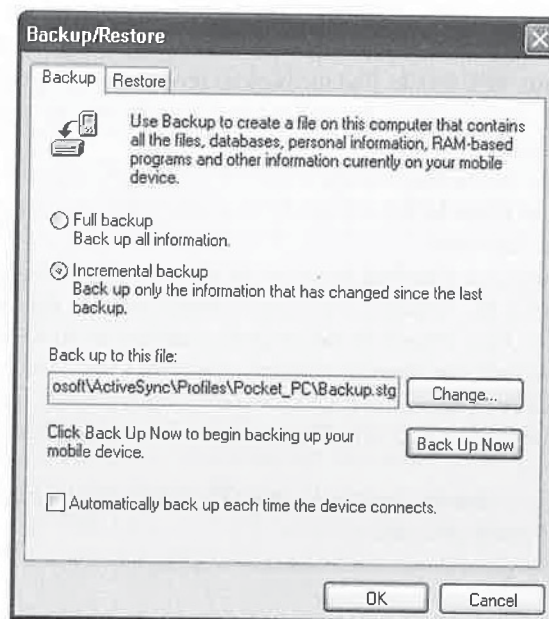 Backup/Restore
Backup
Restore
Use Backup to create a file on this computer that contains
all the files, databases, personal information, RAM-based
programs and other information currently on your mobile
device.
Full backup
Back up all information.
Incremental backup
Back up only the information that has changed since the last
backup.
Back up to this file:
osoft\ActiveSync\Profiles\Pocket_PC\Backup.stg
Change...
Click Back Up Now to begin backing up your
mobile device.
Back Up Now
Automatically back up each time the device connects.
OK
Cancel